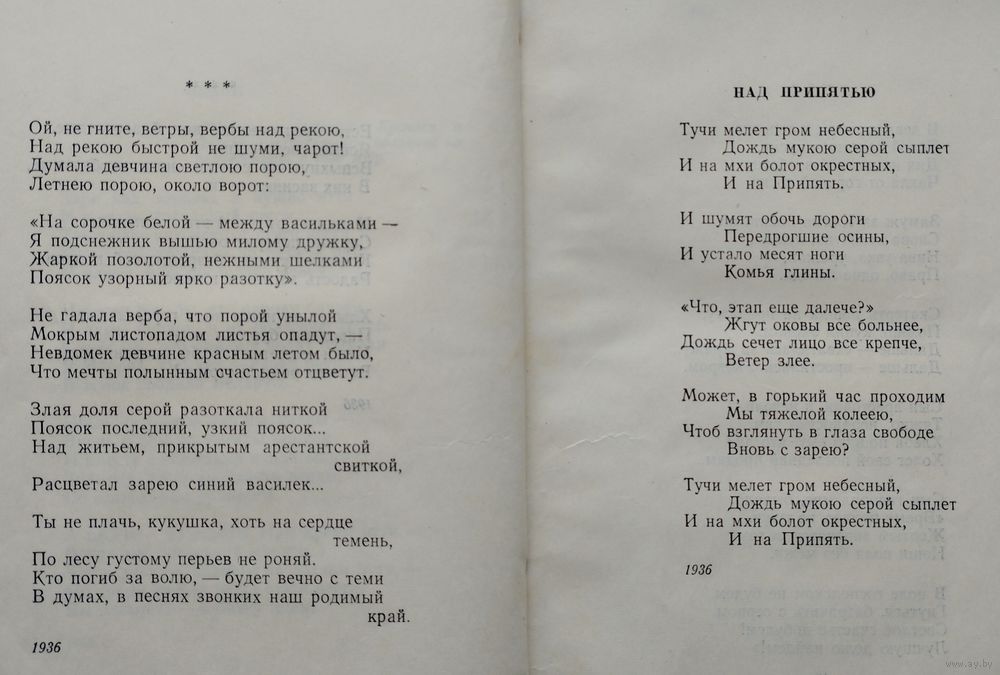 * * *
Ой, не гните, ветры, вербы над рекою,
Над рекою быстрой не шуми, чарот!
Думала девчина светлою порою,
Летнею порою, около ворот:
«На сорочке белой — между васильками —
Я подснежник вышью милому дружку,
Жаркой позолотой, нежными шелками
Поясок узорный ярко разотку».
Не гадала верба, что порой унылой
Мокрым листопадом листья опадут, —
Невдомек девчине красным летом было,
Что мечты полынным счастьем отцветут.
Злая доля серой разоткала ниткой
Поясок последний, узкий поясок...
Над житьем, прикрытым арестантской
свиткой,
Расцветал зарею синий василек...
Ты не плачь, кукушка, хоть на сердце
темень,
По лесу густому перьев не роняй.
Кто погиб за волю, — будет вечно с теми
В думах, в песнях звонких наш родимый
край.
1936
НАД ПРИПЯТЬЮ
Тучи мелет гром небесный,
Дождь мукою серой сыплет
И на мхи болот окрестных,
И на Припять.
И шумят обочь дороги
Передрогшие осины,
И устало месят ноги
Комья глины.
«Что, этап еще далече?»
Жгут оковы все больнее,
Дождь сечет лицо все крепче,
Ветер злее.
Может, в горький час проходим
Мы тяжелой колеею,
Чтоб взглянуть в глаза свободе
Вновь с зарею?
Тучи мелет гром небесный,
Дождь мукою серой сыплет
И на мхи болот окрестных,
И на Припять.
1936
www.ay.by